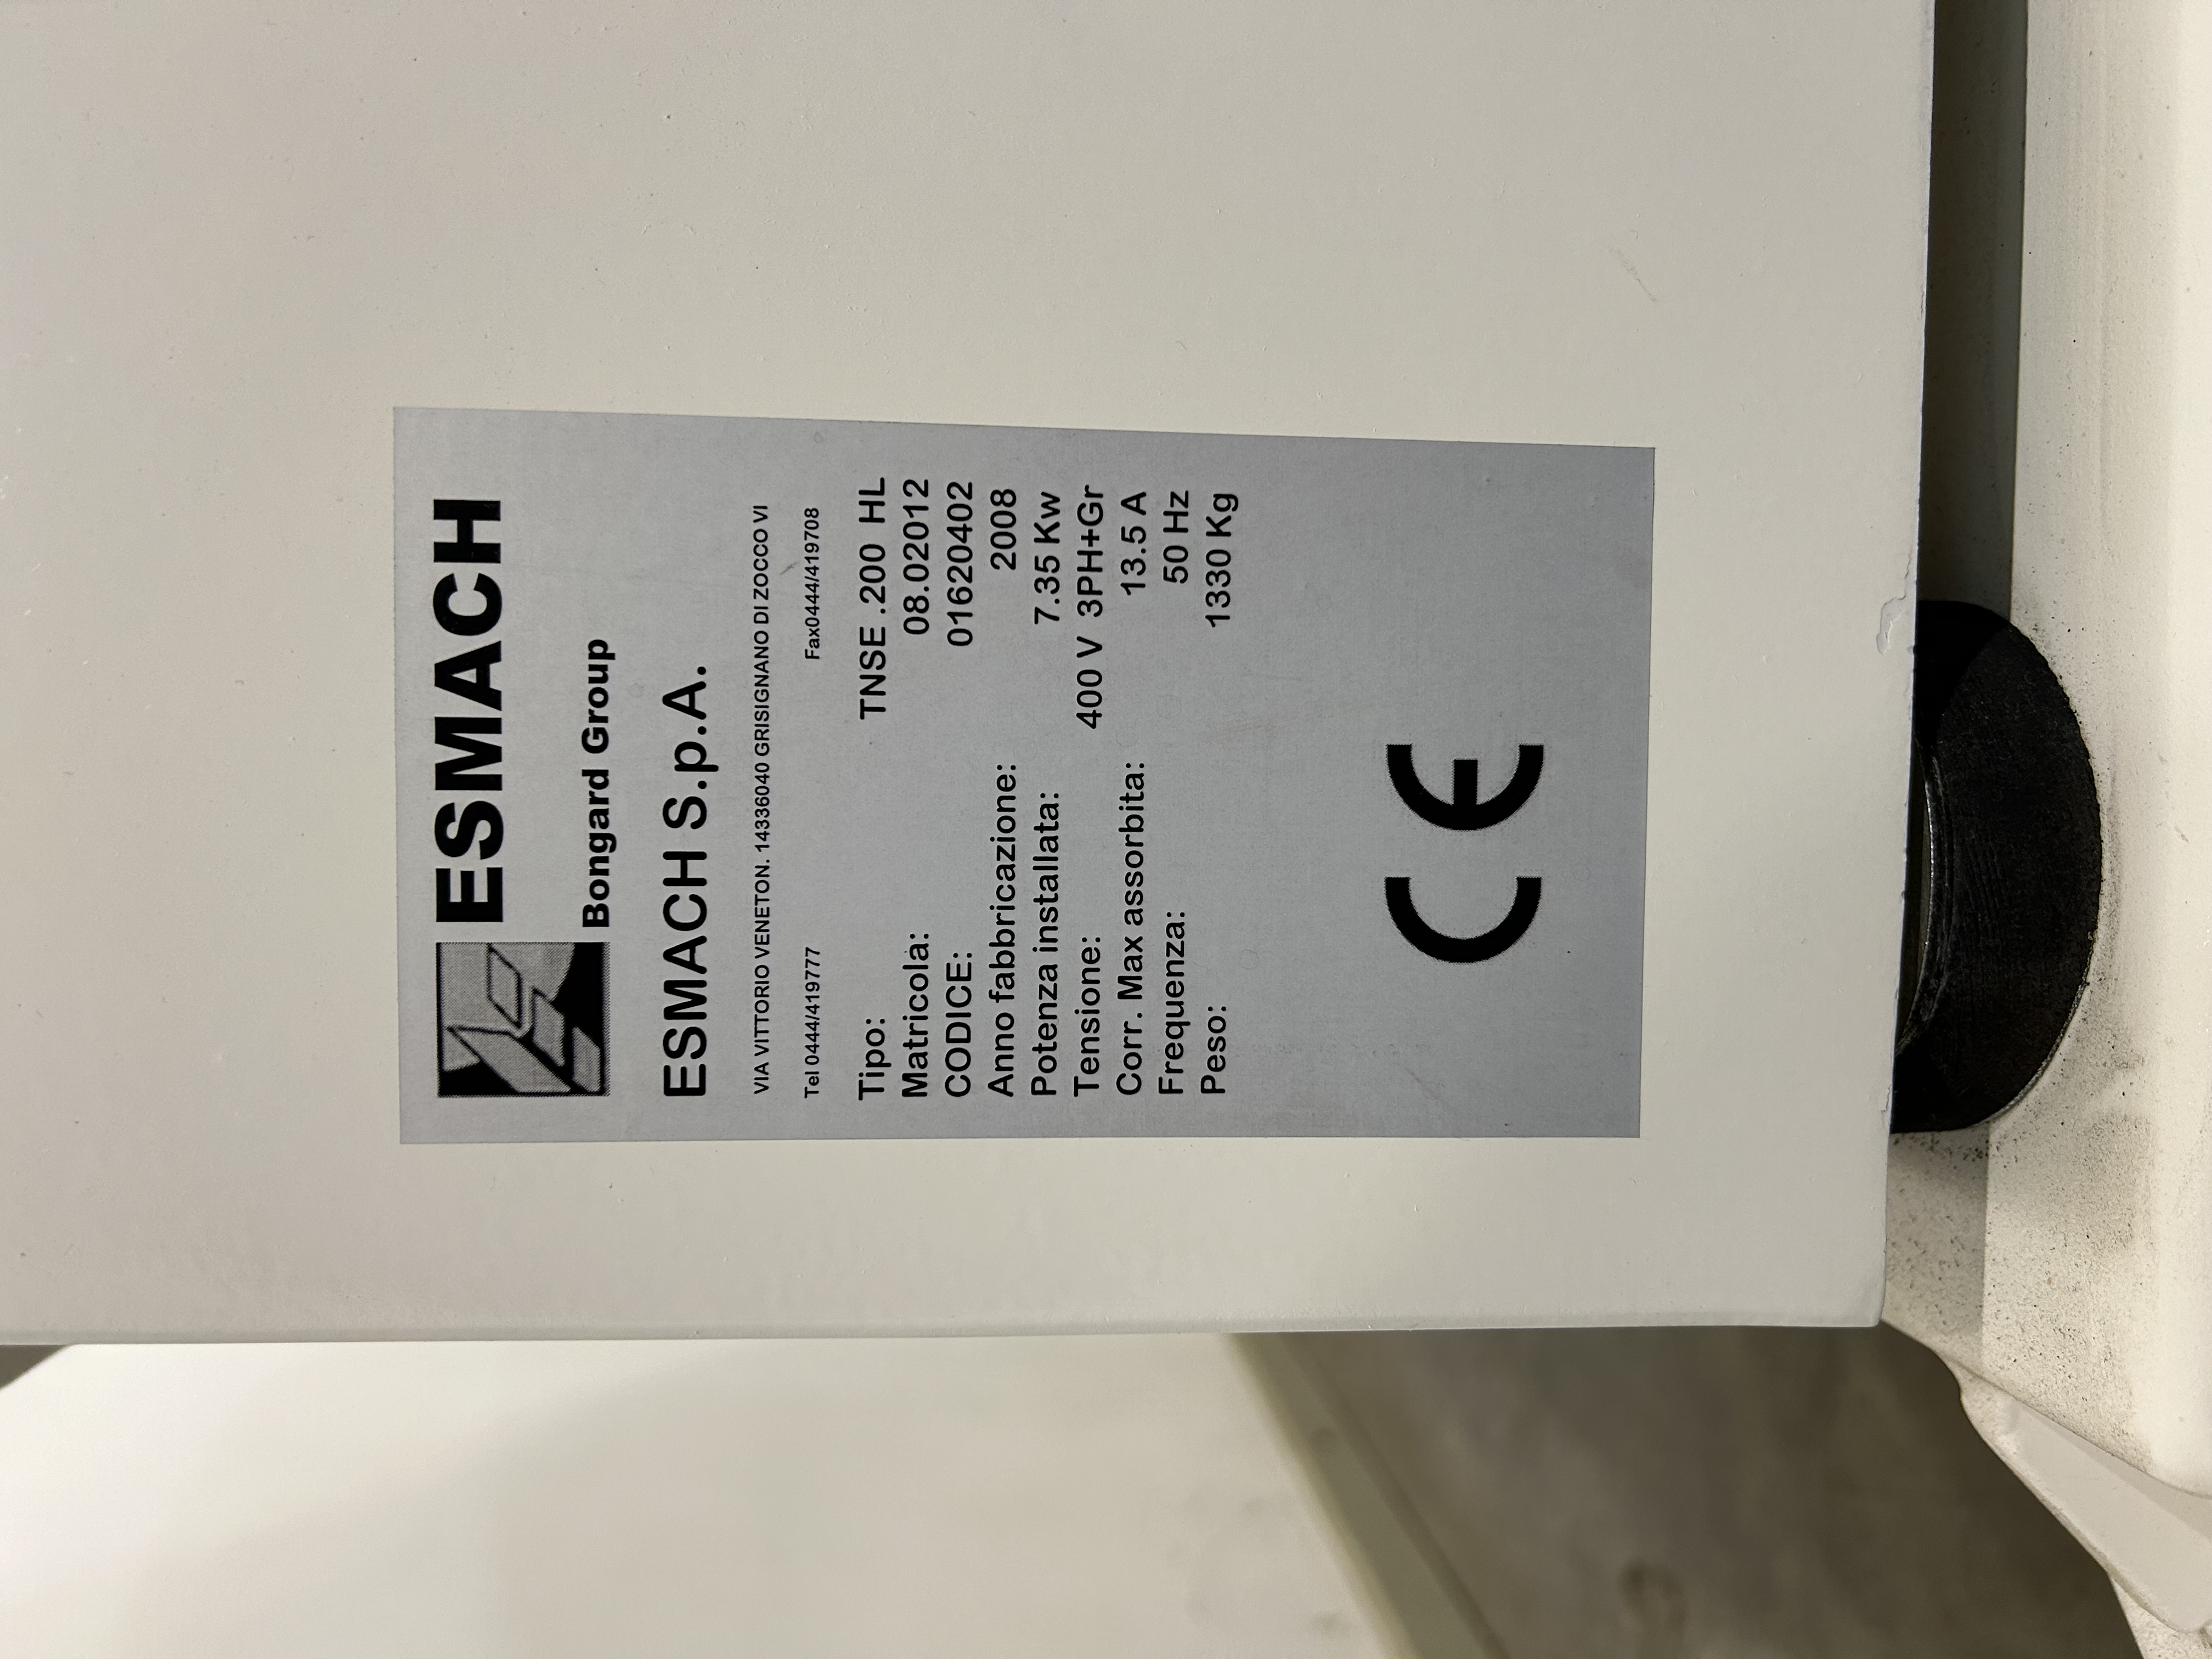 ESMACH
Bongard Group
ESMACH S.p.A.
VIA VITTORIO VENETON. 14336040 GRISIGNANO DI ZOCCO VI
Tel 0444/419777 Fax0444/419708
Tipo: TNSE .200 HL
Matricola: 08.02012
CODICE: 01620402
Anno fabbricazione: 2008
Potenza installata: 7.35 Kw
Tensione: 400 V 3PH+Gr
Corr. Max assorbita: 13.5 A
Frequenza: 50 Hz
Peso: 1330 Kg
CE